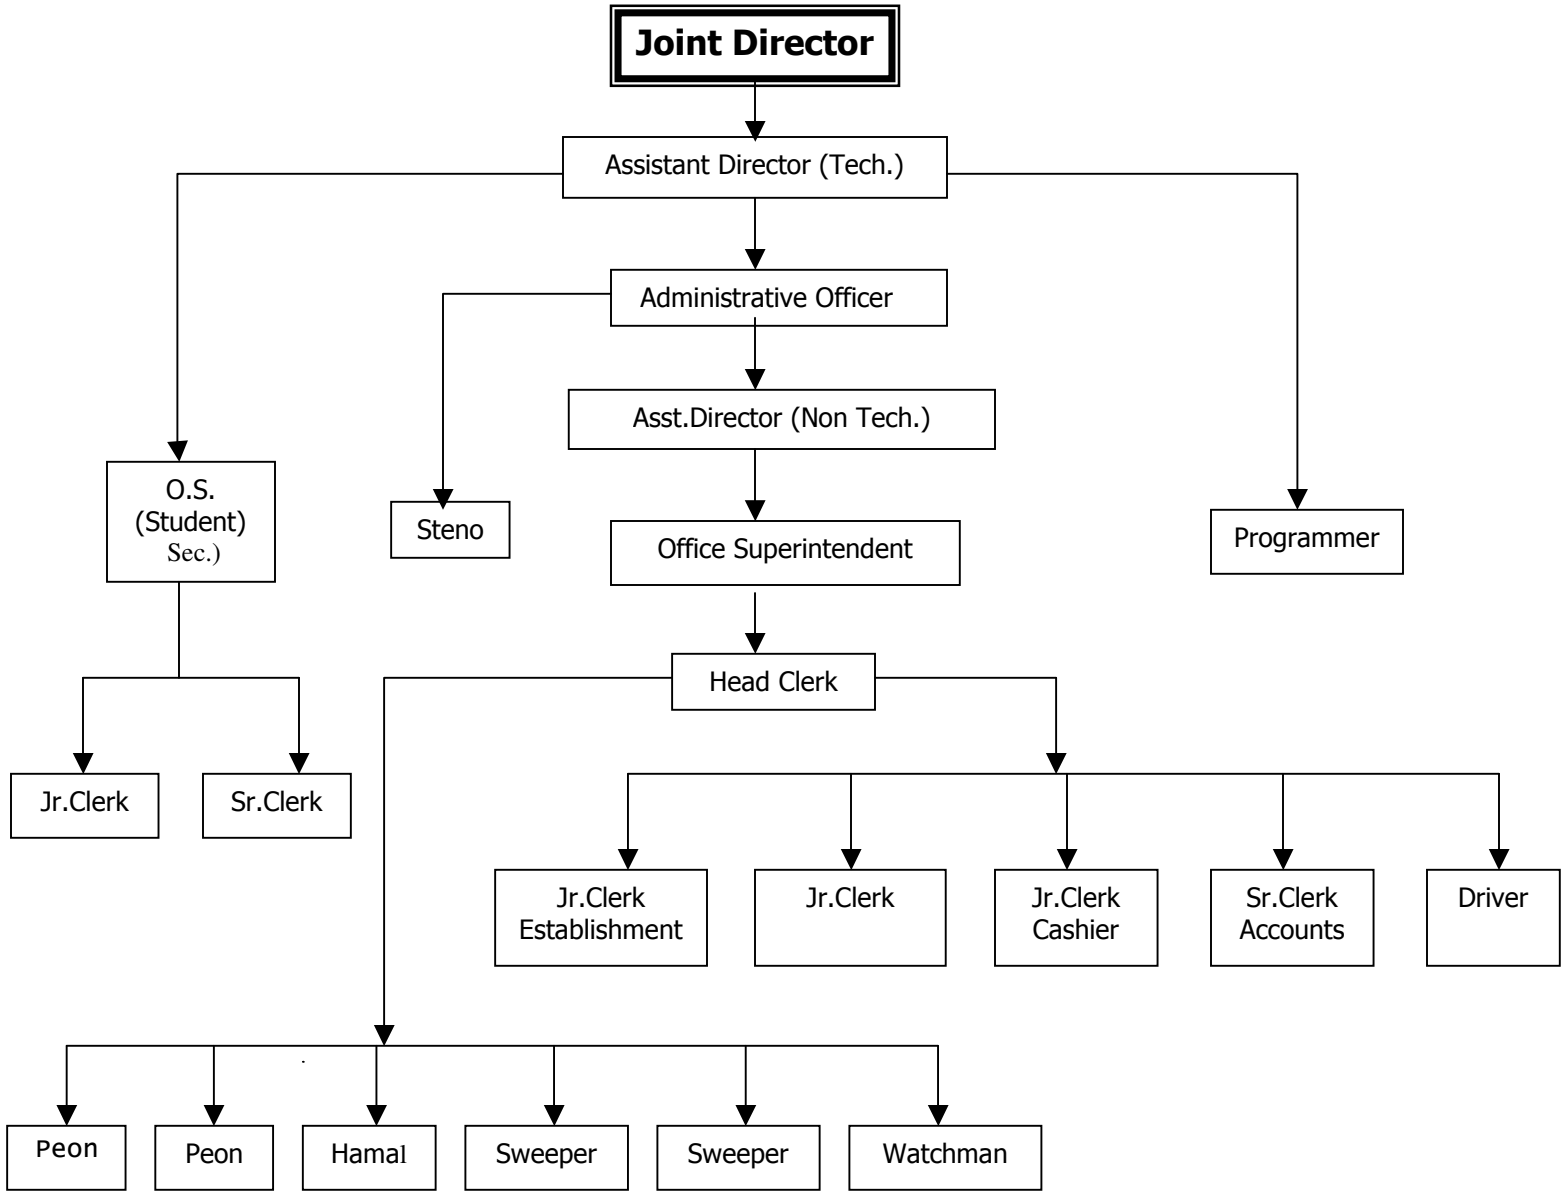 Joint Director
Assistant Director (Tech.)
Administrative Officer
Asst.Director (Non Tech.)
O.S.
(Student)
Sec.)
Steno
Office Superintendent
Programmer
Head Clerk
Jr.Clerk
Sr.Clerk
Jr.Clerk
Establishment
Jr.Clerk
Jr.Clerk
Cashier
Sr.Clerk
Accounts
Driver
Peon
Peon
Hamal
Sweeper
Sweeper
Watchman